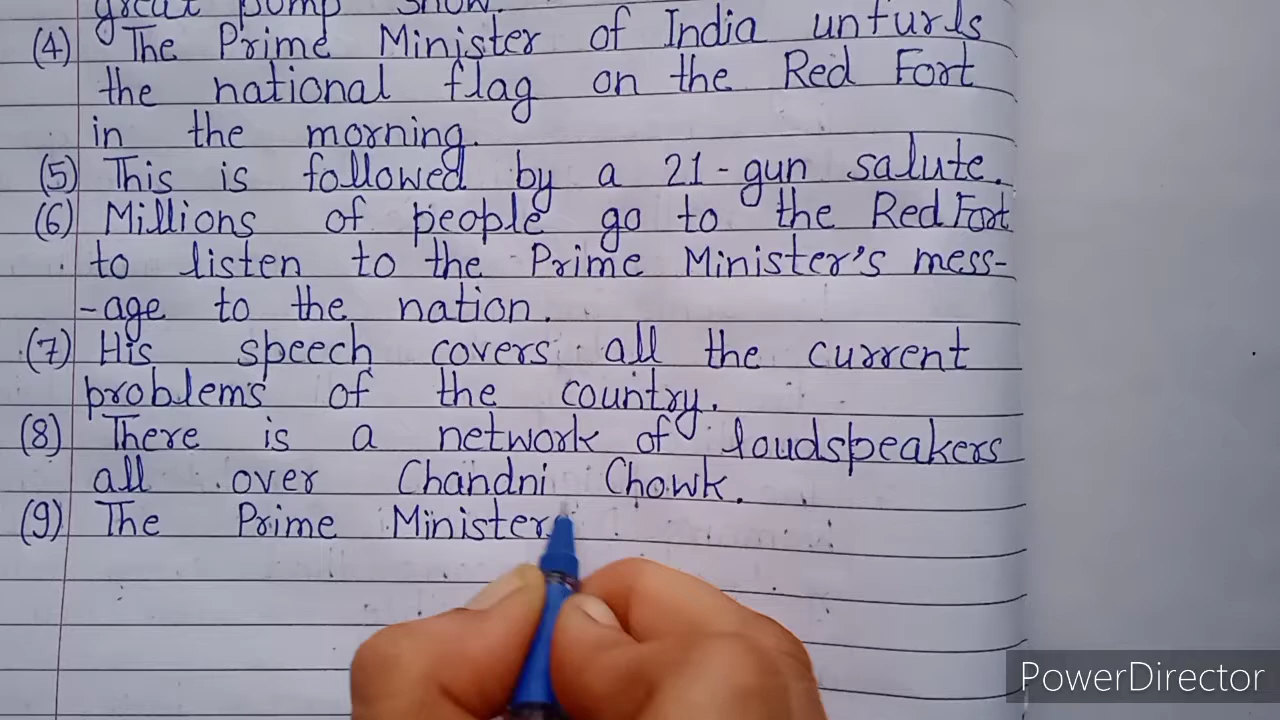 great pomp show.
(4) The Prime Minister of India unfurls
the national flag on the Red Fort
in the morning.
(5) This is followed by a 21-gun salute.
(6) Millions of people go to the Red Fort
to listen to the Prime Minister's mess-
-age to the nation.
(7) His speech covers all the current
problems of the country.
(8) There is a network of loudspeakers
all over Chandni Chowk.
(9) The Prime Minister
PowerDirector